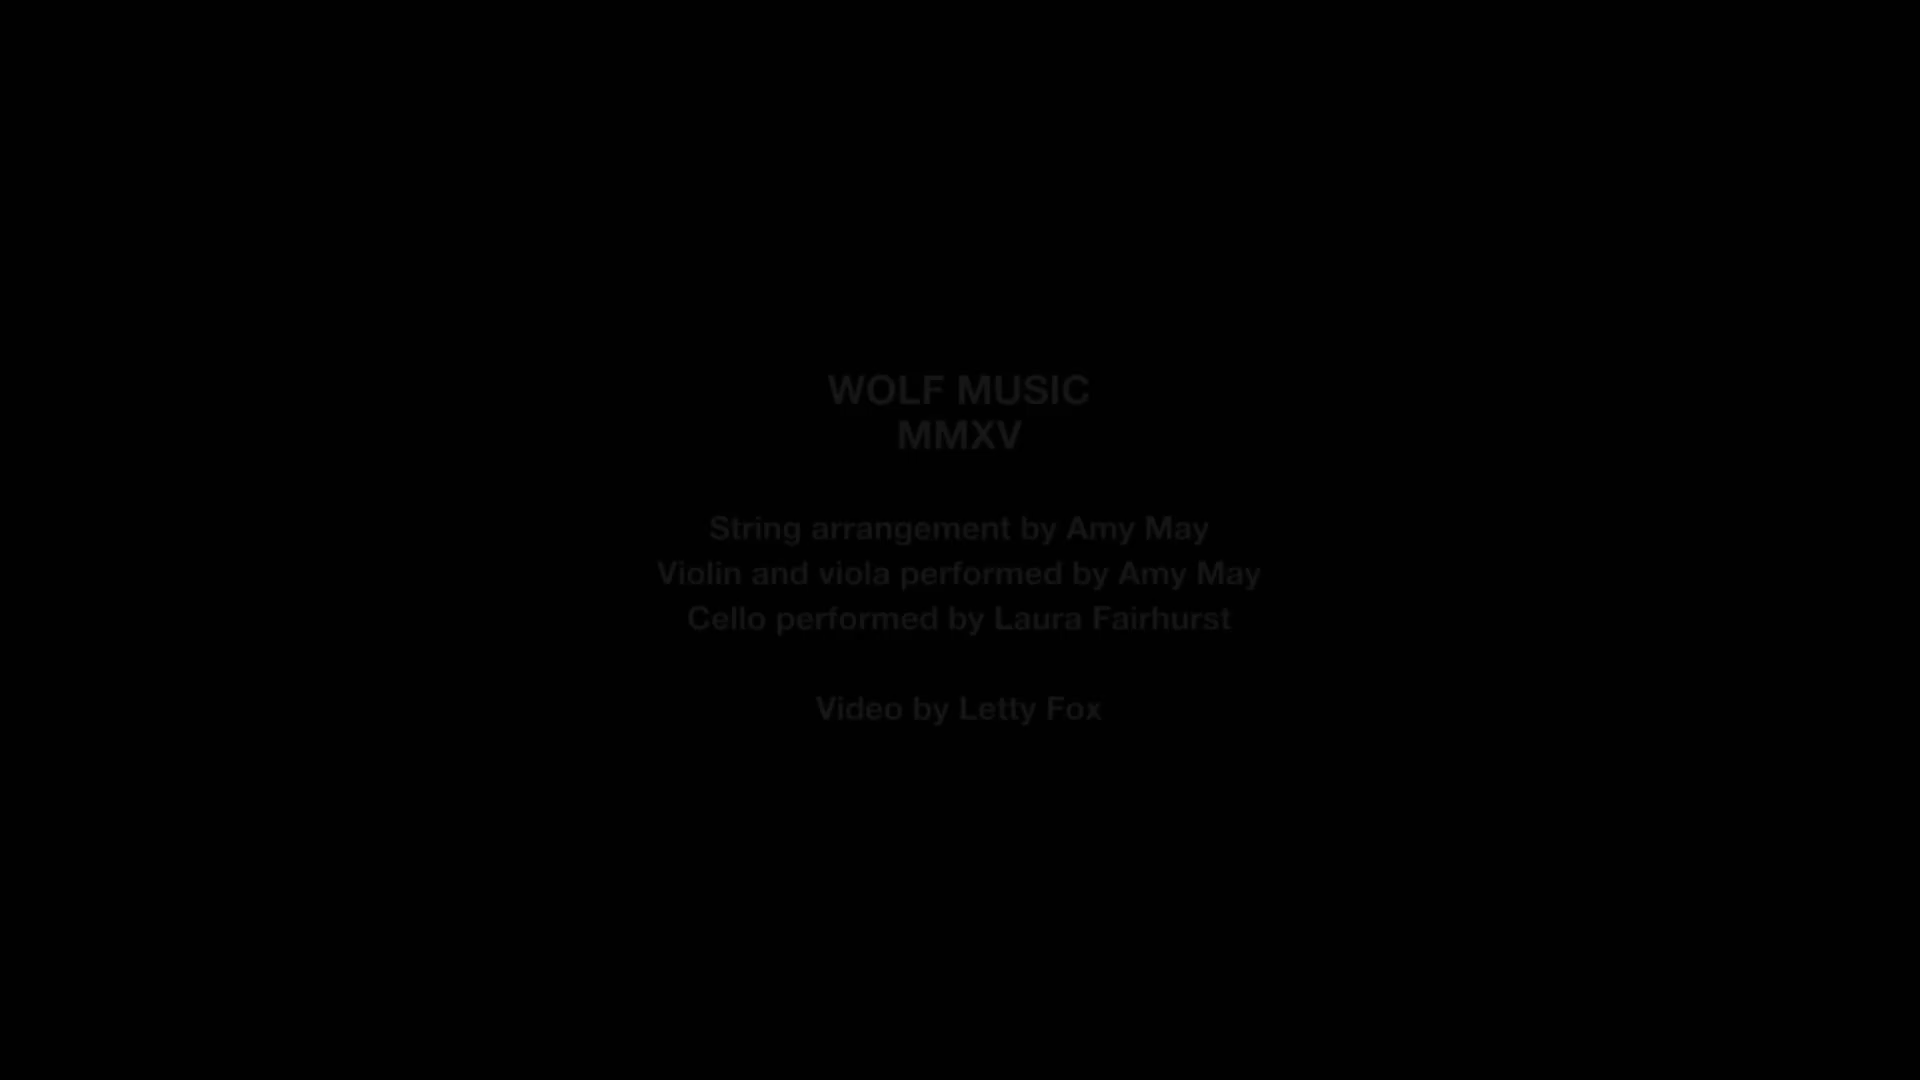 WOLF MUSIC
MMXV
String arrangement by Amy May
Violin and viola performed by Amy May
Cello performed by Laura Fairhurst
Video by Letty Fox